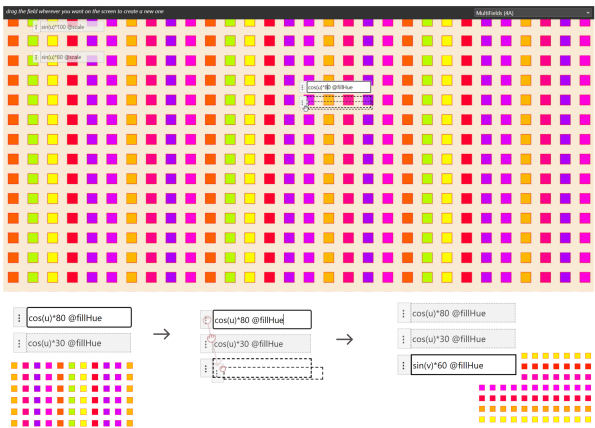 drag the field wherever you want on the screen to create a new one
MultiFields (4A)
sin(u)*100 @scale
sin(u)*80 @scale
cos(u)*80 @fillHue
cos(u)*80 @fillHue
cos(u)*30 @fillHue
cos(u)*80 @fillHue
cos(u)*30 @fillHue
cos(u)*80 @fillHue
cos(u)*30 @fillHue
sin(v)*60 @fillHue